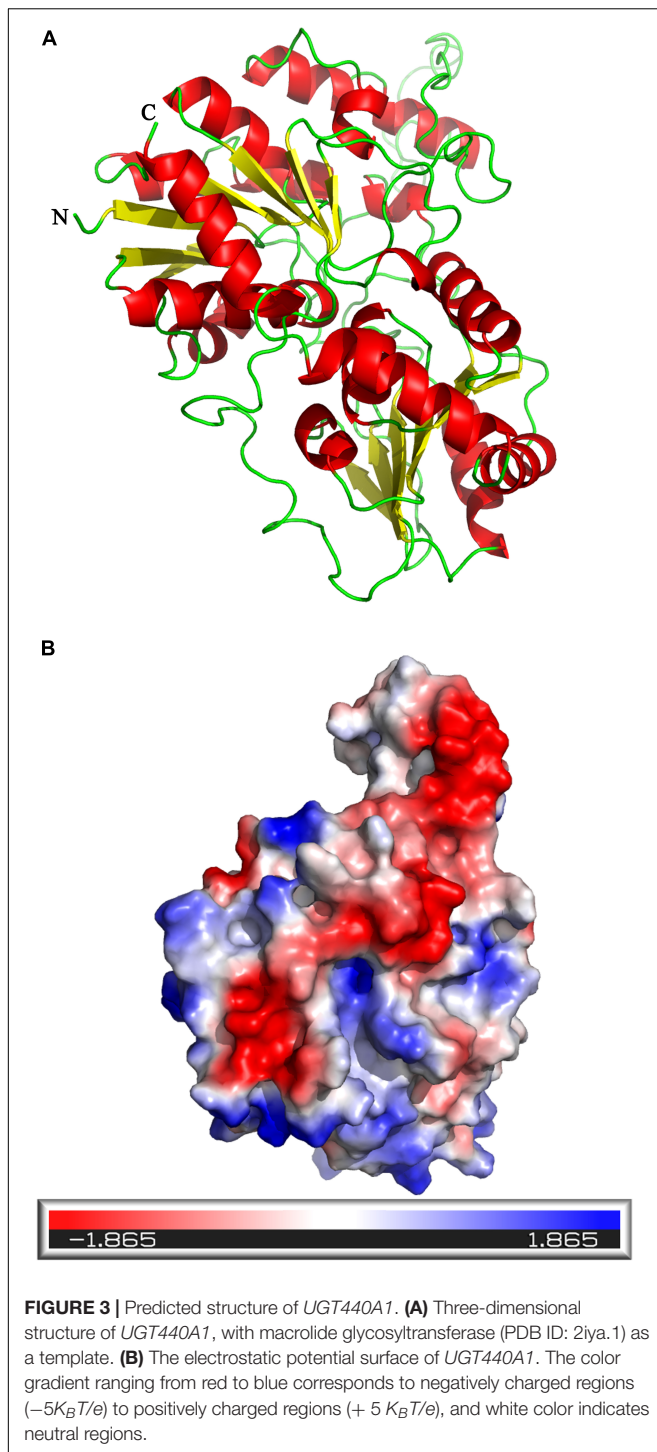 A
C
N
B
−1.865 1.865
FIGURE 3 | Predicted structure of UGT440A1. (A) Three-dimensional
structure of UGT440A1, with macrolide glycosyltransferase (PDB ID: 2iya.1) as
a template. (B) The electrostatic potential surface of UGT440A1. The color
gradient ranging from red to blue corresponds to negatively charged regions
(−5KBT/e) to positively charged regions (+ 5 KBT/e), and white color indicates
neutral regions.